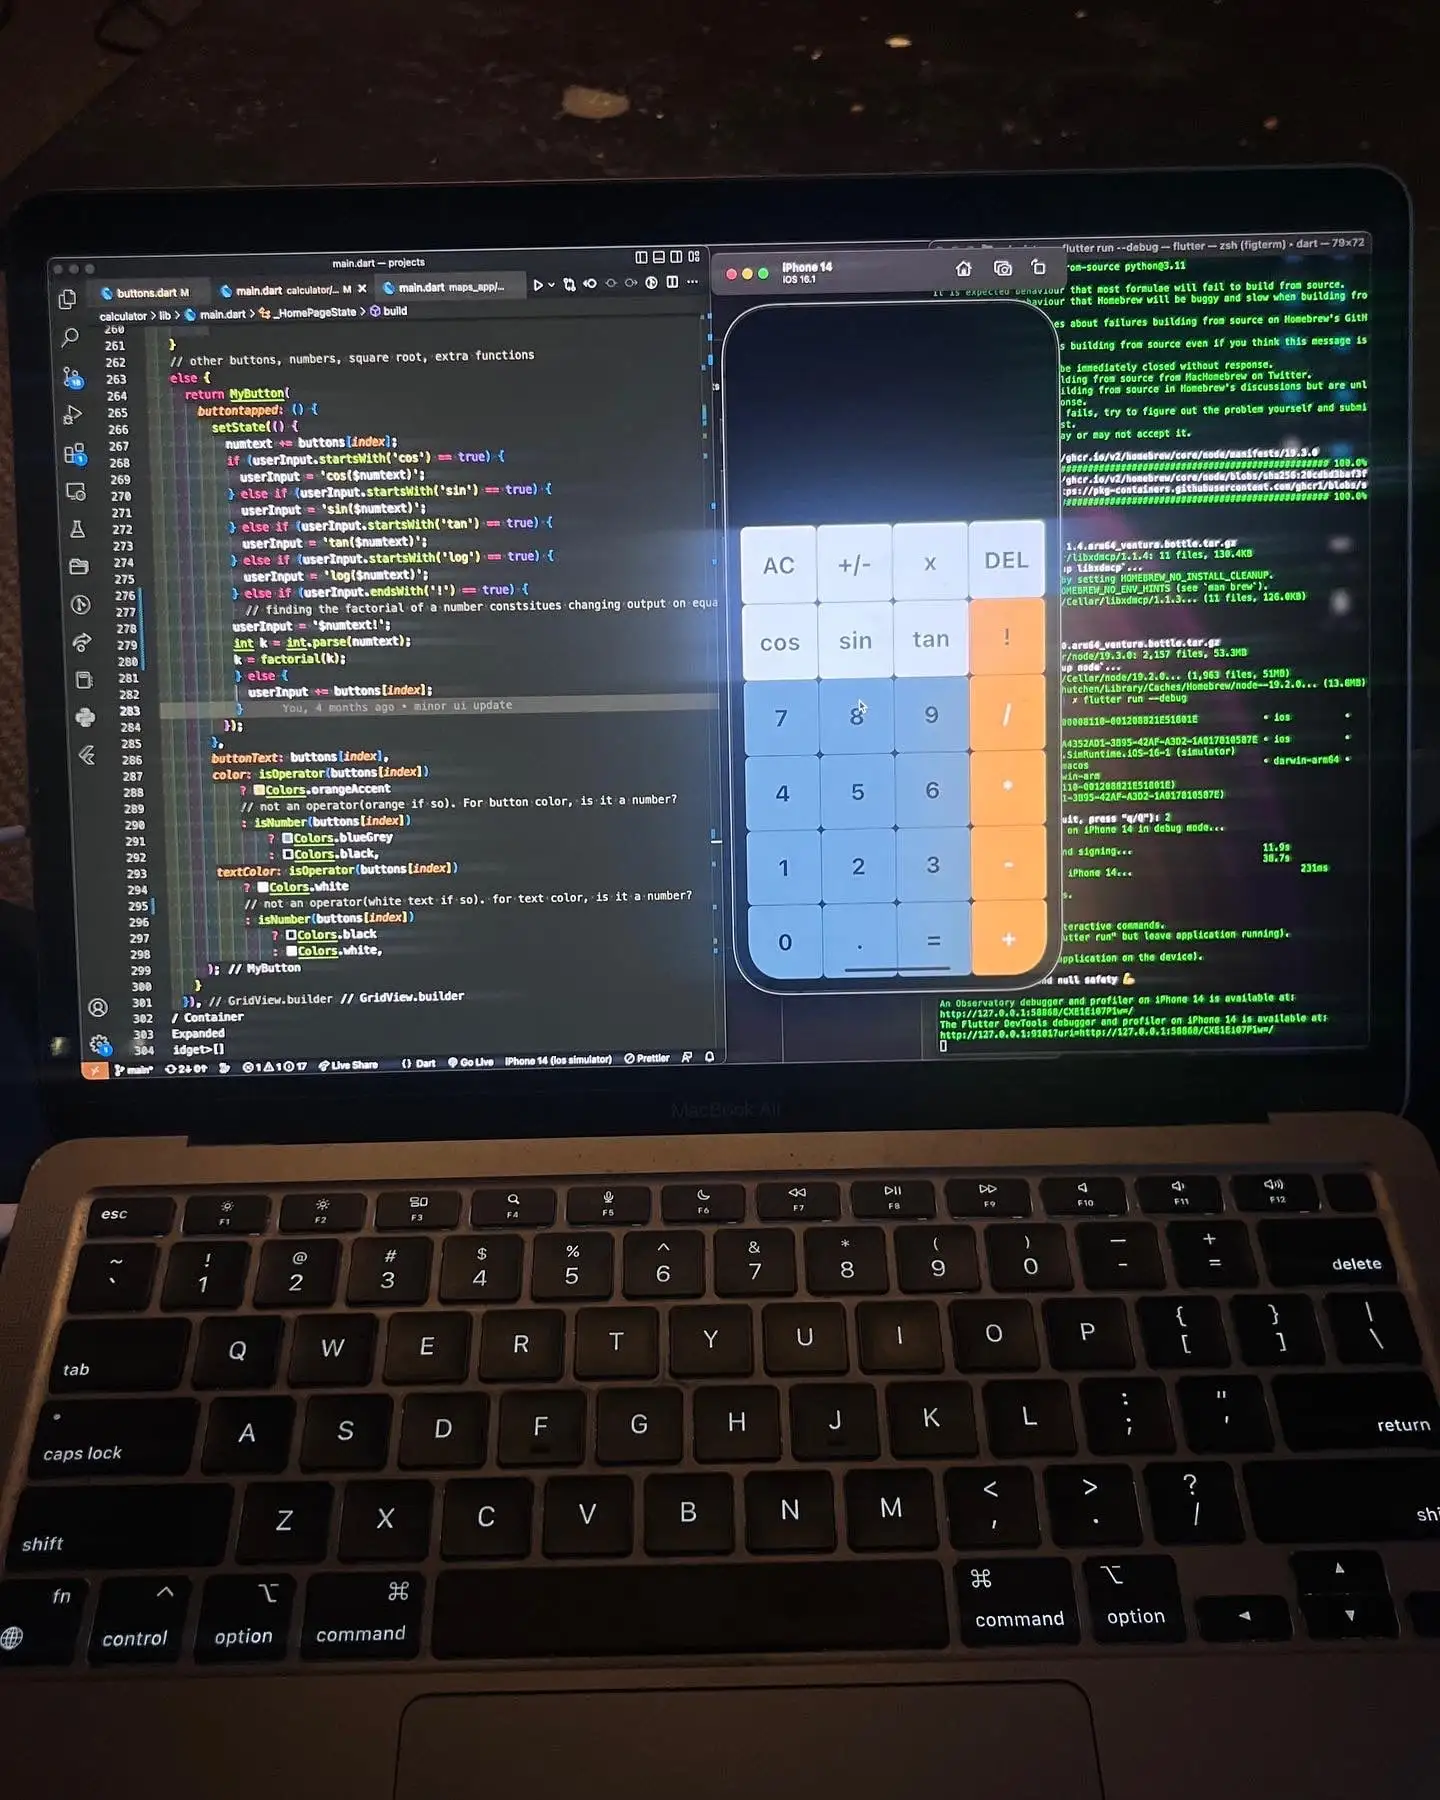 main.dart — projects
buttons.dart M
main.dart calculator/... M
main.dart maps_app/...
calculator > lib > main.dart > _HomePageState > build
260
261 }
262 // other buttons, numbers, square root, extra functions
263 else {
264 return MyButton(
265 buttontapped: () {
266 setState(() {
267 numtext += buttons[index];
268 if (userInput.startsWith('cos') == true) {
269 userInput = 'cos($numtext)';
270 } else if (userInput.startsWith('sin') == true) {
271 userInput = 'sin($numtext)';
272 } else if (userInput.startsWith('tan') == true) {
273 userInput = 'tan($numtext)';
274 } else if (userInput.startsWith('log') == true) {
275 userInput = 'log($numtext)';
276 } else if (userInput.endsWith('!') == true) {
277 // finding the factorial of a number constsitues changing output on equa
278 userInput = '$numtext!';
279 int k = int.parse(numtext);
280 k = factorial(k);
281 } else {
282 userInput += buttons[index];
283 } You, 4 months ago • minor ui update
284 });
285 },
286 buttonText: buttons[index],
287 color: isOperator(buttons[index])
288 ? Colors.orangeAccent
289 // not an operator(orange if so). For button color, is it a number?
290 : isNumber(buttons[index])
291 ? Colors.blueGrey
292 : Colors.black,
293 textColor: isOperator(buttons[index])
294 ? Colors.white
295 // not an operator(white text if so). for text color, is it a number?
296 : isNumber(buttons[index])
297 ? Colors.black
298 : Colors.white,
299 ); // MyButton
300 }
301 }), // GridView.builder // GridView.builder
302 / Container
303 Expanded
304 idget>[]
main* 2↓ 0↑ 1 1 17 Live Share {} Dart Go Live iPhone 14 (ios simulator) Prettier
iPhone 14
iOS 16.1
AC +/- x DEL
cos sin tan !
7 8 9 /
4 5 6 *
1 2 3 -
0 . = +
flutter run --debug — flutter — zsh (figterm) • dart — 79×72
om-source python@3.11
It is expected behaviour that most formulae will fail to build from source.
haviour that Homebrew will be buggy and slow when building fro
es about failures building from source on Homebrew's GitH
s building from source even if you think this message is
be immediately closed without response.
lding from source from MacHomebrew on Twitter.
ilding from source in Homebrew's discussions but are unl
onse.
fails, try to figure out the problem yourself and submi
st.
ay or may not accept it.
/ghcr.io/v2/homebrew/core/node/manifests/19.3.0
100.0%
/ghcr.io/v2/homebrew/core/node/blobs/
ps://pkg-containers.githubusercontent.com/ghcr1/blobs/s
100.0%
1.4.arm64_ventura.bottle.tar.gz
/libxdmcp/1.1.4: 11 files, 130.4KB
up libxdmcp`...
by setting HOMEBREW_NO_INSTALL_CLEANUP.
OMEBREW_NO_ENV_HINTS (see `man brew`).
/Cellar/libxdmcp/1.1.3... (11 files, 126.0KB)
0.arm64_ventura.bottle.tar.gz
r/node/19.3.0: 2,157 files, 53.3MB
up node`...
/Cellar/node/19.2.0... (1,963 files, 51MB)
hutchen/Library/Caches/Homebrew/node--19.2.0... (13.8MB)
✗ flutter run --debug
00008110-001208821E51801E • ios •
A4352AD1-3B95-42AF-A3D2-1A017810587E • ios •
.SimRuntime.iOS-16-1 (simulator)
macos • darwin-arm64 •
win-arm
110-001208821E51801E)
1-3B95-42AF-A3D2-1A017810587E)
uit, press "q/Q"): 2
on iPhone 14 in debug mode...
nd signing... 11.9s
38.7s
iPhone 14... 231ms
s.
teractive commands.
utter run" but leave application running).
pplication on the device).
nd null safety 💪
An Observatory debugger and profiler on iPhone 14 is available at:
http://127.0.0.1:58868/CXE1Ei07P1w=/
The Flutter DevTools debugger and profiler on iPhone 14 is available at:
http://127.0.0.1:9101?uri=http://127.0.0.1:58868/CXE1Ei07P1w=/
MacBook Air
esc F1 F2 F3 F4 F5 F6 F7 F8 F9 F10 F11 F12
~ ! @ # $ % ^ & * ( ) — +
` 1 2 3 4 5 6 7 8 9 0 - = delete
tab Q W E R T Y U I O P { [ } ] | \
caps lock A S D F G H J K L : ; " ' return
shift Z X C V B N M < , > . ? / shi
fn control option command command option